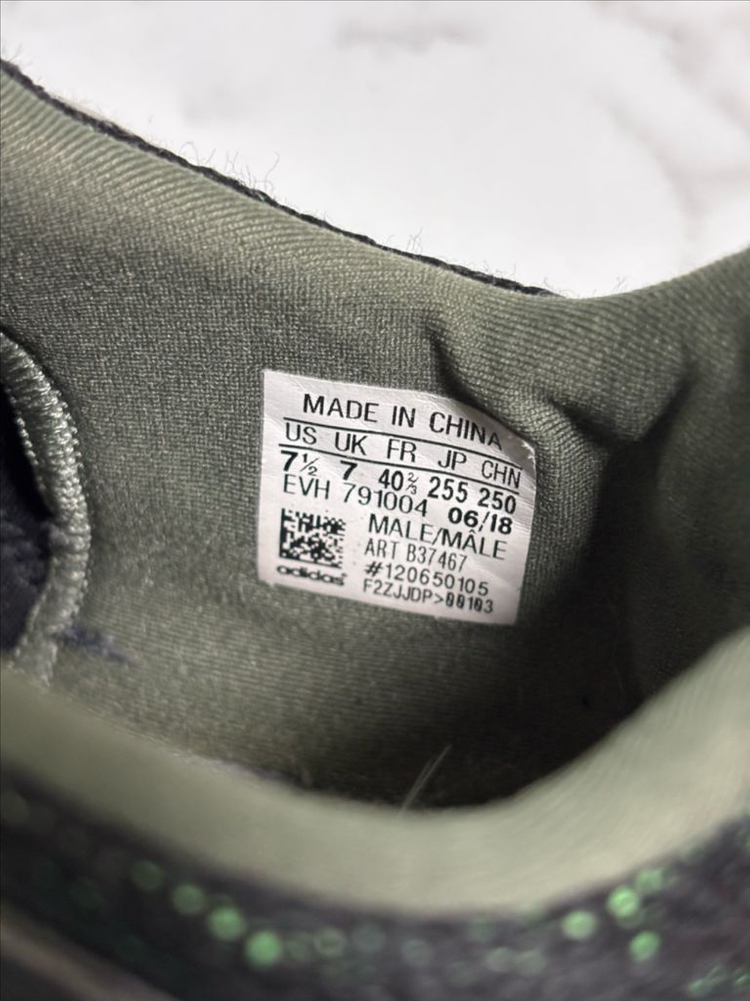 MADE IN CHINA
US UK FR JP CHN
7½ 7 40⅔ 255 250
EVH 791004 06/18
MALE/MÂLE
ART B37467
#120650105
F2ZJJDP>00103
adidas